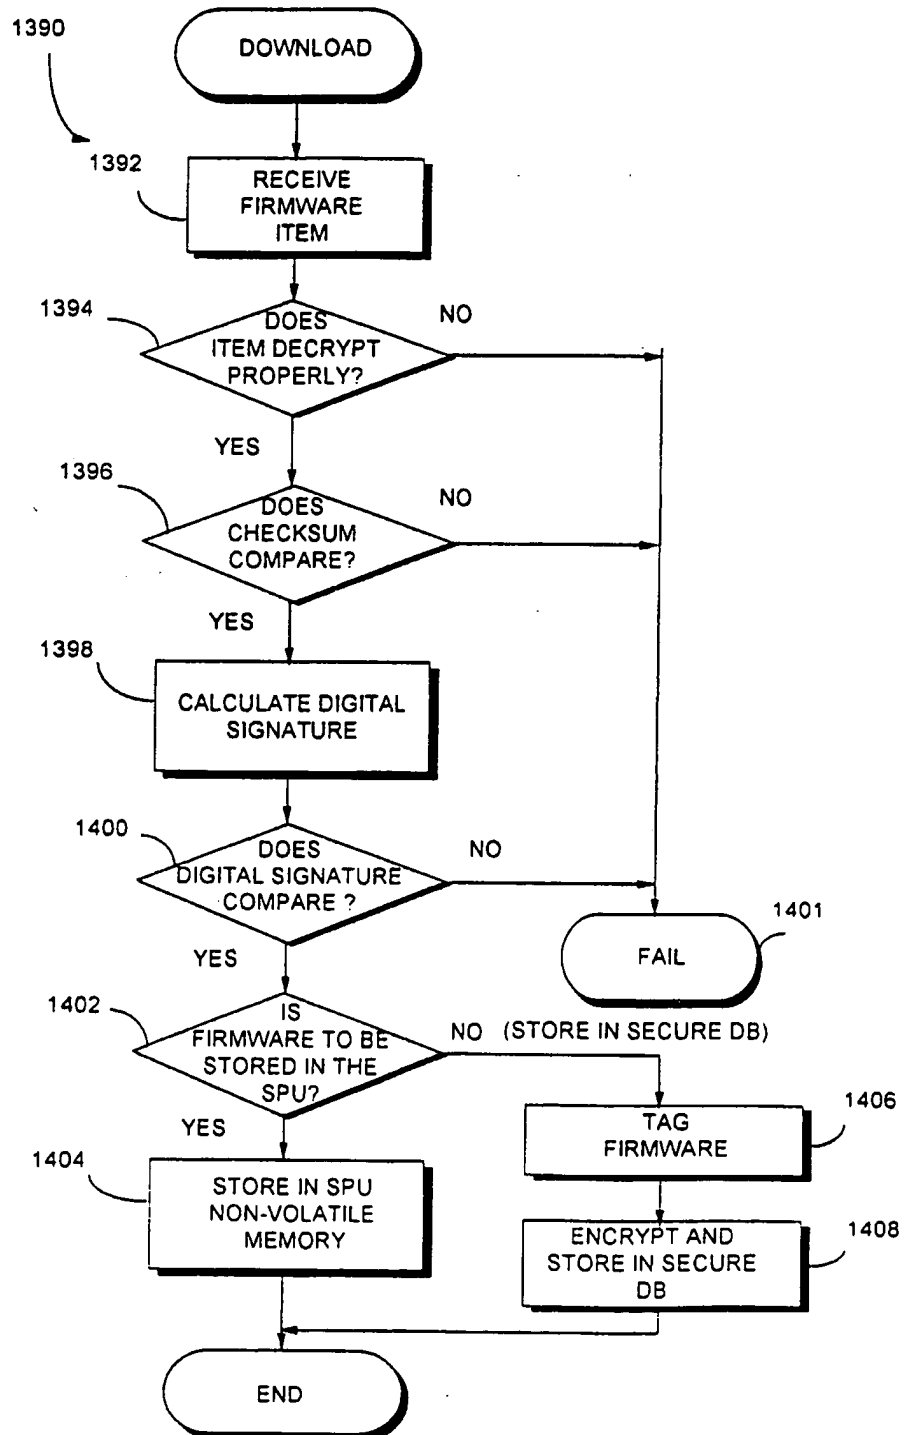 1390
DOWNLOAD
1392
RECEIVE
FIRMWARE
ITEM
1394
DOES
ITEM DECRYPT
PROPERLY?
NO
YES
1396
DOES
CHECKSUM
COMPARE?
NO
YES
1398
CALCULATE DIGITAL
SIGNATURE
1400
DOES
DIGITAL SIGNATURE
COMPARE ?
NO
1401
FAIL
YES
1402
IS
FIRMWARE TO BE
STORED IN THE
SPU?
NO (STORE IN SECURE DB)
YES
1406
TAG
FIRMWARE
1404
STORE IN SPU
NON-VOLATILE
MEMORY
1408
ENCRYPT AND
STORE IN SECURE
DB
END